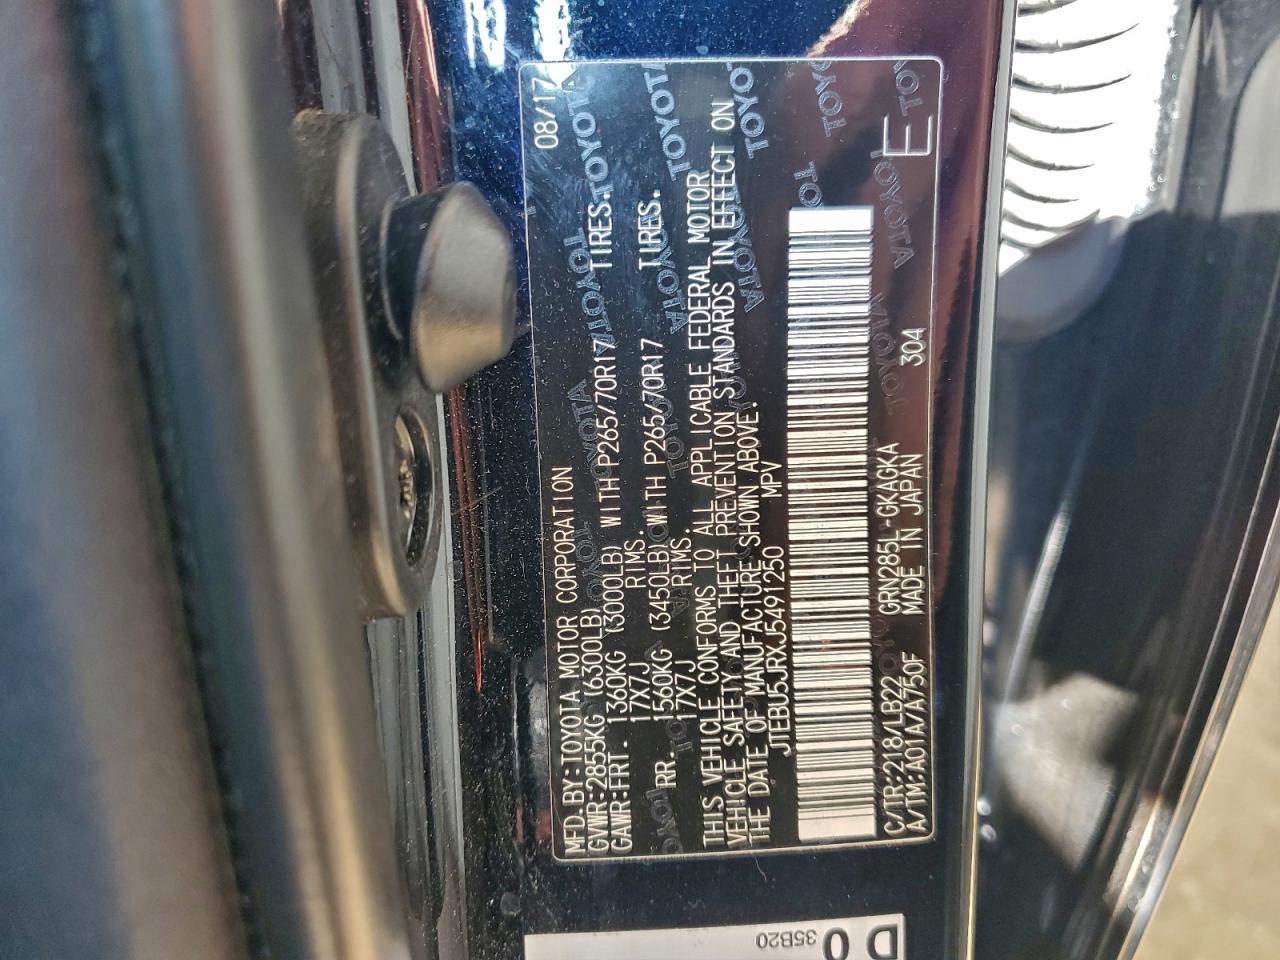 MFD.BY:TOYOTA MOTOR CORPORATION 08/17
GVWR:2855KG (6300LB)
GAWR:FRT. 1360KG (3000LB) WITH P265/70R17 TIRES.
17X7J RIMS.
RR. 1560KG (3450LB)WITH P265/70R17 TIRES.
17X7J RIMS.
THIS VEHICLE CONFORMS TO ALL APPLICABLE FEDERAL MOTOR
VEHICLE SAFETY AND THEFT PREVENTION STANDARDS IN EFFECT ON
THE DATE OF MANUFACTURE SHOWN ABOVE.
JTEBU5JRXJ5491250 MPV
C/TR:218/LB22 GRN285L-GKAGKA 304 E
A/TM:A01A/A750F MADE IN JAPAN
D 0
35B20